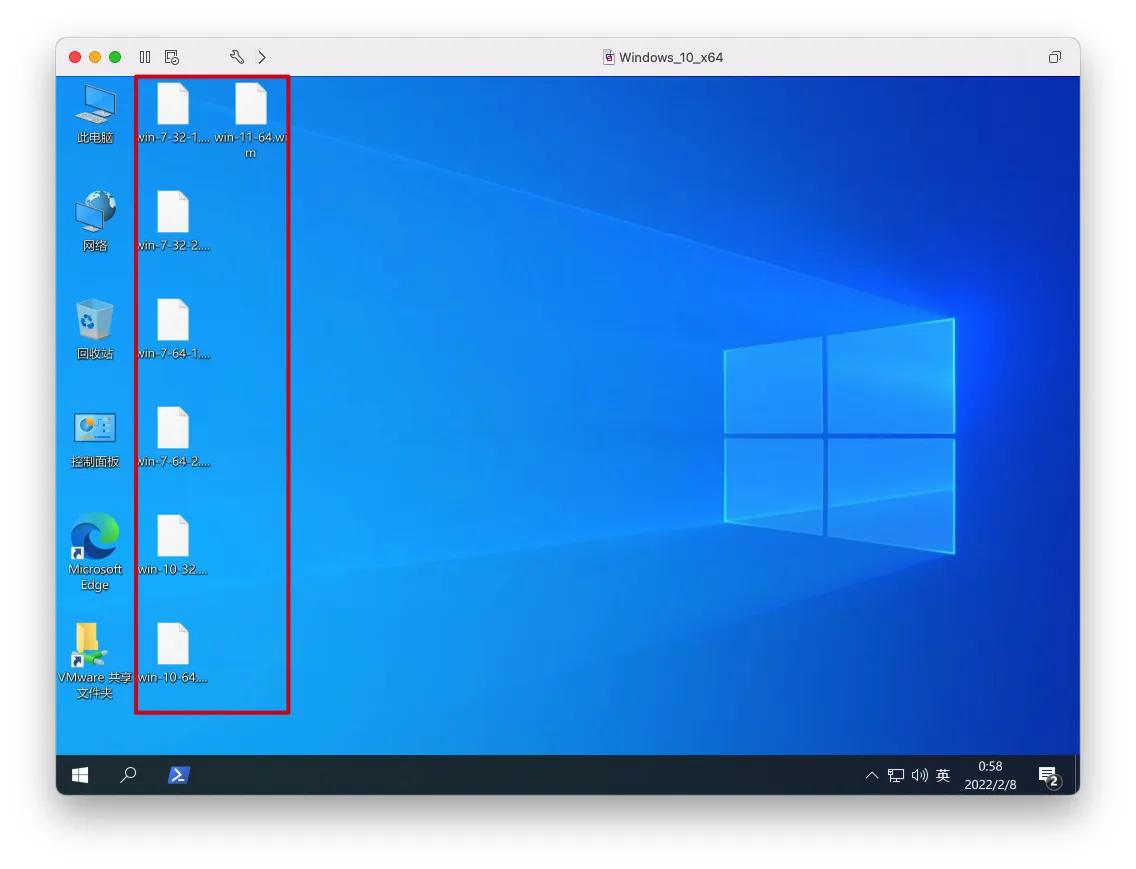 Windows_10_x64
此电脑
win-7-32-1....
win-11-64.wi
m
网络
win-7-32-2....
回收站
win-7-64-1....
控制面板
win-7-64-2....
Microsoft
Edge
win-10-32....
VMware 共享
文件夹
win-10-64....
英
0:58
2022/2/8
2